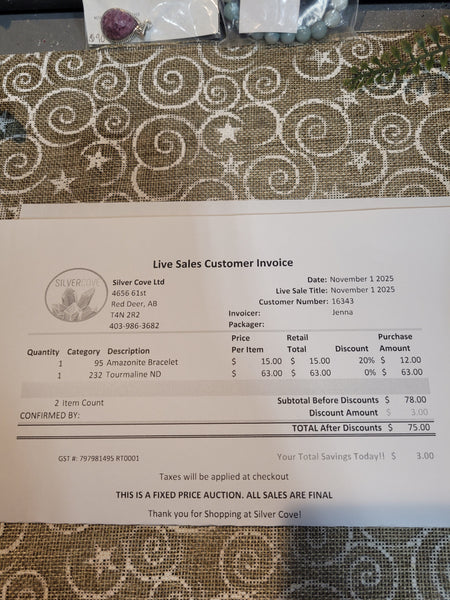 Live Sales Customer Invoice
SILVERCOVE
Silver Cove Ltd
4656 61st
Red Deer, AB
T4N 2R2
403-986-3682
Date: November 1 2025
Live Sale Title: November 1 2025
Customer Number: 16343
Invoicer: Jenna
Packager:
Quantity Category Description Price Per Item Retail Total Discount Purchase Amount
1 95 Amazonite Bracelet $ 15.00 $ 15.00 20% $ 12.00
1 232 Tourmaline ND $ 63.00 $ 63.00 0% $ 63.00
2 Item Count
Subtotal Before Discounts $ 78.00
CONFIRMED BY:
Discount Amount $ 3.00
TOTAL After Discounts $ 75.00
GST #: 797981495 RT0001
Your Total Savings Today!! $ 3.00
Taxes will be applied at checkout
THIS IS A FIXED PRICE AUCTION. ALL SALES ARE FINAL
Thank you for Shopping at Silver Cove!